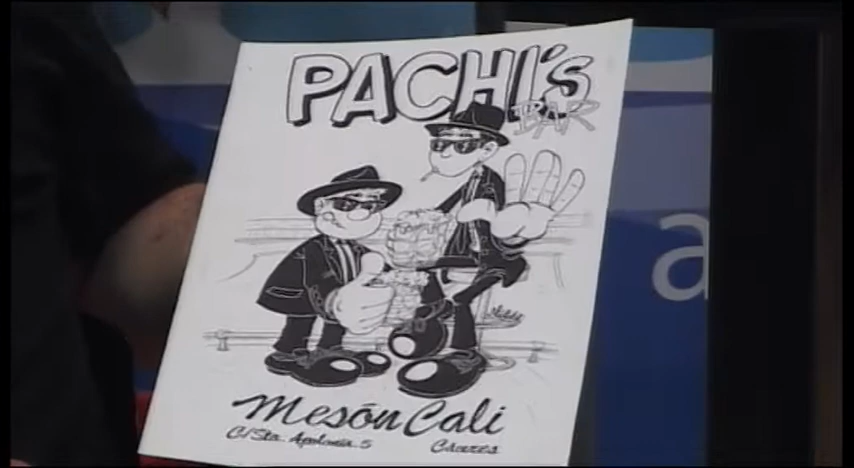 PACHI'S
BAR
Mesón Cali
C/Sta. Apolonia. 5 Cáceres
a